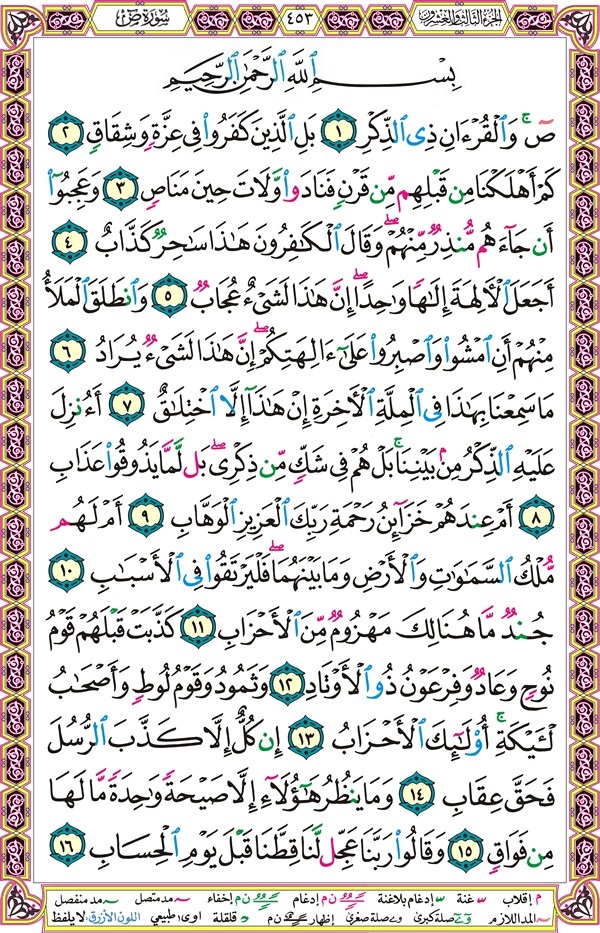 الجزء الثالث والعشرون ٤٥٣ سورة ص
بِسْمِ ٱللَّهِ ٱلرَّحْمَٰنِ ٱلرَّحِيمِ
صٓۚ وَٱلْقُرْءَانِ ذِى ٱلذِّكْرِ ١ بَلِ ٱلَّذِينَ كَفَرُوا۟ فِى عِزَّةٍ وَشِقَاقٍ ٢
كَمْ أَهْلَكْنَا مِن قَبْلِهِم مِّن قَرْنٍ فَنَادَوا۟ وَّلَاتَ حِينَ مَنَاصٍ ٣ وَعَجِبُوٓا۟
أَن جَآءَهُم مُّنذِرٌ مِّنْهُمْۖ وَقَالَ ٱلْكَٰفِرُونَ هَٰذَا سَٰحِرٌ كَذَّابٌ ٤
أَجَعَلَ ٱلْءَالِهَةَ إِلَٰهًا وَٰحِدًاۖ إِنَّ هَٰذَا لَشَىْءٌ عُجَابٌ ٥ وَٱنطَلَقَ ٱلْمَلَأُ
مِنْهُمْ أَنِ ٱمْشُوا۟ وَٱصْبِرُوا۟ عَلَىٰٓ ءَالِهَتِكُمْۖ إِنَّ هَٰذَا لَشَىْءٌ يُرَادُ ٦
مَا سَمِعْنَا بِهَٰذَا فِى ٱلْمِلَّةِ ٱلْءَاخِرَةِ إِنْ هَٰذَآ إِلَّا ٱخْتِلَٰقٌ ٧ أَءُنزِلَ
عَلَيْهِ ٱلذِّكْرُ مِنۢ بَيْنِنَاۚ بَلْ هُمْ فِى شَكٍّ مِّن ذِكْرِىۖ بَل لَّمَّا يَذُوقُوا۟ عَذَابِ
٨ أَمْ عِندَهُمْ خَزَآئِنُ رَحْمَةِ رَبِّكَ ٱلْعَزِيزِ ٱلْوَهَّابِ ٩ أَمْ لَهُم
مُّلْكُ ٱلسَّمَٰوَٰتِ وَٱلْأَرْضِ وَمَا بَيْنَهُمَاۖ فَلْيَرْتَقُوا۟ فِى ٱلْأَسْبَٰبِ ١٠
جُندٌ مَّا هُنَالِكَ مَهْزُومٌ مِّنَ ٱلْأَحْزَابِ ١١ كَذَّبَتْ قَبْلَهُمْ قَوْمُ
نُوحٍ وَعَادٌ وَفِرْعَوْنُ ذُو ٱلْأَوْتَادِ ١٢ وَثَمُودُ وَقَوْمُ لُوطٍ وَأَصْحَٰبُ
لْـَٔيْكَةِۚ أُو۟لَٰٓئِكَ ٱلْأَحْزَابُ ١٣ إِن كُلٌّ إِلَّا كَذَّبَ ٱلرُّسُلَ
فَحَقَّ عِقَابِ ١٤ وَمَا يَنظُرُ هَٰٓؤُلَآءِ إِلَّا صَيْحَةً وَٰحِدَةً مَّا لَهَا
مِن فَوَاقٍ ١٥ وَقَالُوا۟ رَبَّنَا عَجِّل لَّنَا قِطَّنَا قَبْلَ يَوْمِ ٱلْحِسَابِ ١٦
م إقلاب غنة إدغام بلاغنة ن م إدغام ن م إخفاء مد متصل مد منفصل
المد اللازم صلة كبرى صلة صغرى إظهار ن م قلقلة اوى: طبيعي اللون الأزرق: لا يلفظ